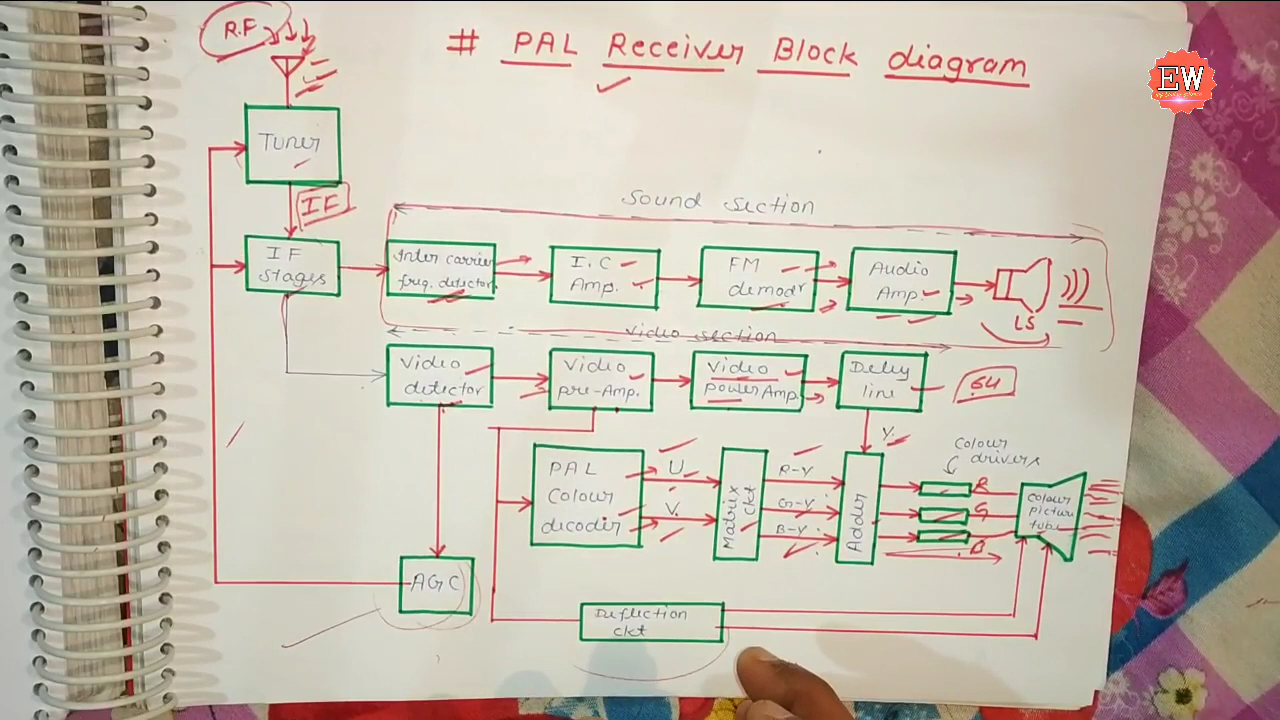 R.F
# PAL Receiver Block diagram
EW
Tuner
IF
Sound section
IF
Stages
Inter carrier
freq. detector
I.C
Amp.
FM
demodr
Audio
Amp.
LS
Video section
Video
detector
Video
pre-Amp.
Video
power Amp.
Delay
line
64
Y.
Colour
drivers
PAL
Colour
decodir
U.
V.
Matrix
ckt
R-Y
G-Y
B-Y
Adder
R
G
B
Colour
picture
tube
AGC
Deflection
ckt
EW